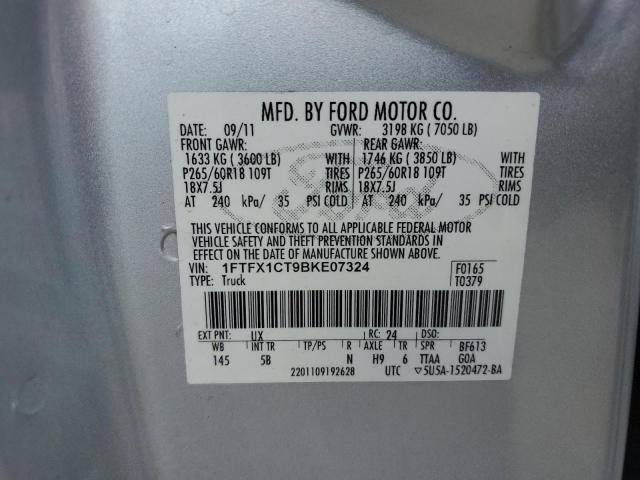 MFD. BY FORD MOTOR CO.
DATE: 09/11 GVWR: 3198 KG ( 7050 LB)
FRONT GAWR: REAR GAWR:
1633 KG ( 3600 LB) WITH 1746 KG ( 3850 LB) WITH
P265/60R18 109T TIRES P265/60R18 109T TIRES
18X7.5J RIMS 18X7.5J RIMS
AT 240 kPa/ 35 PSI COLD AT 240 kPa/ 35 PSI COLD
Ford
THIS VEHICLE CONFORMS TO ALL APPLICABLE FEDERAL MOTOR
VEHICLE SAFETY AND THEFT PREVENTION STANDARDS IN
EFFECT ON THE DATE OF MANUFACTURE SHOWN ABOVE.
VIN: 1FTFX1CT9BKE07324 F0165
TYPE: Truck T0379
EXT PNT: UX RC: 24 DSO:
WB INT TR TP/PS R AXLE TR SPR BF613
145 5B N H9 6 TTAA GOA
2201109192628 UTC ▽5U5A-1520472-BA